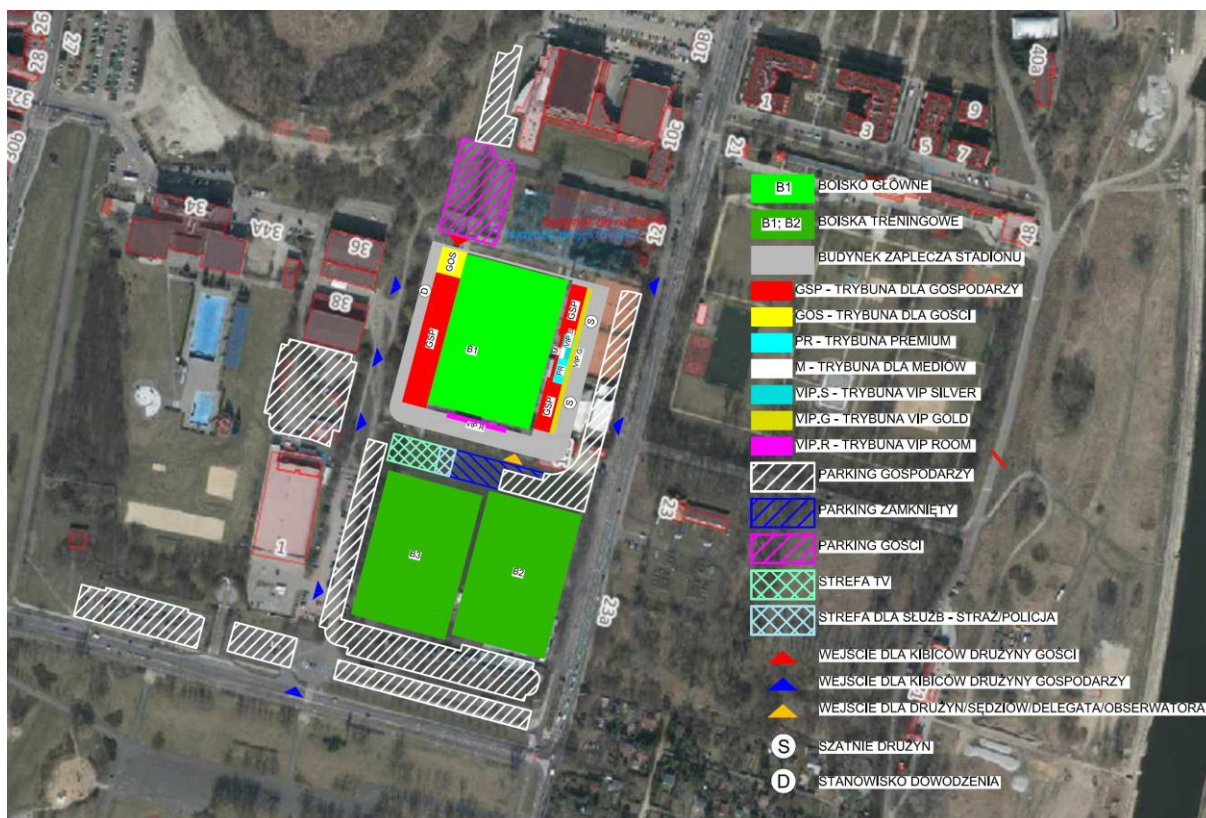 26
28
27
32a
30b
34
34A
36
38
1
10B
10c
12
21
1
3
5
7
9
40a
48
23
23a
GOS
D
GSP
B1
GSP
S
VIP.S
M
VIP.G
PR
GSP
S
VIP.R
B3
B2
B1 BOISKO GŁÓWNE
B1; B2 BOISKA TRENINGOWE
BUDYNEK ZAPLECZA STADIONU
GSP - TRYBUNA DLA GOSPODARZY
GOS - TRYBUNA DLA GOŚCI
PR - TRYBUNA PREMIUM
M - TRYBUNA DLA MEDIÓW
VIP.S - TRYBUNA VIP SILVER
VIP.G - TRYBUNA VIP GOLD
VIP.R - TRYBUNA VIP ROOM
PARKING GOSPODARZY
PARKING ZAMKNIĘTY
PARKING GOŚCI
STREFA TV
STREFA DLA SŁUŻB - STRAŻ/POLICJA
WEJŚCIE DLA KIBICÓW DRUŻYNY GOŚCI
WEJŚCIE DLA KIBICÓW DRUŻYNY GOSPODARZY
WEJŚCIE DLA DRUŻYN/SĘDZIÓW/DELEGATA/OBSERWATORA
S SZATNIE DRUŻYN
D STANOWISKO DOWODZENIA